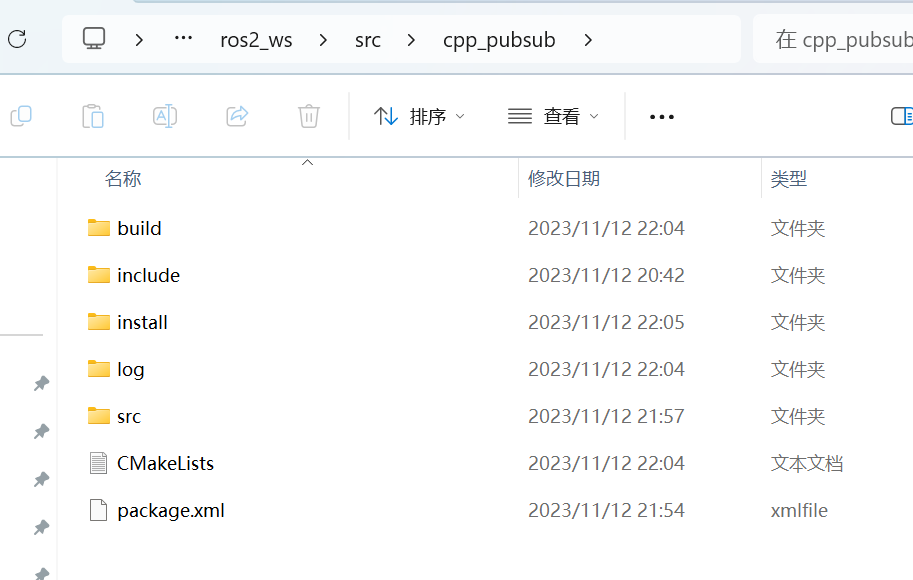 ros2_ws src cpp_pubsub 在 cpp_pubsub
排序 查看
名称 修改日期 类型
build 2023/11/12 22:04 文件夹
include 2023/11/12 20:42 文件夹
install 2023/11/12 22:05 文件夹
log 2023/11/12 22:04 文件夹
src 2023/11/12 21:57 文件夹
CMakeLists 2023/11/12 22:04 文本文档
package.xml 2023/11/12 21:54 xmlfile